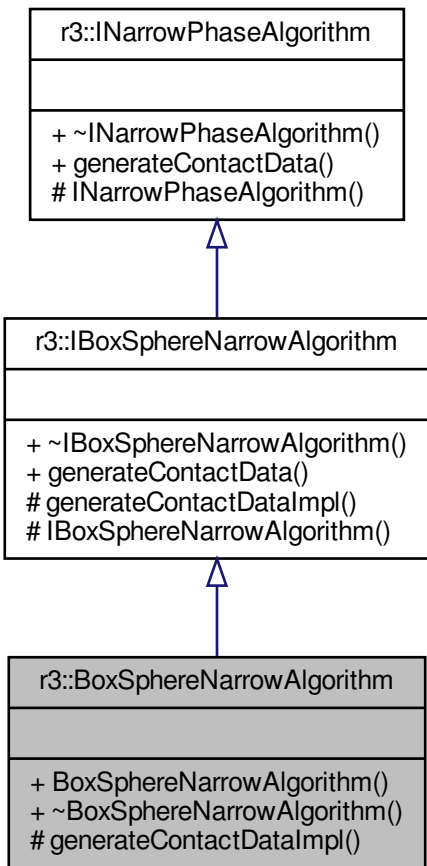 r3::INarrowPhaseAlgorithm
+ ~INarrowPhaseAlgorithm()
+ generateContactData()
# INarrowPhaseAlgorithm()
r3::IBoxSphereNarrowAlgorithm
+ ~IBoxSphereNarrowAlgorithm()
+ generateContactData()
# generateContactDataImpl()
# IBoxSphereNarrowAlgorithm()
r3::BoxSphereNarrowAlgorithm
+ BoxSphereNarrowAlgorithm()
+ ~BoxSphereNarrowAlgorithm()
# generateContactDataImpl()